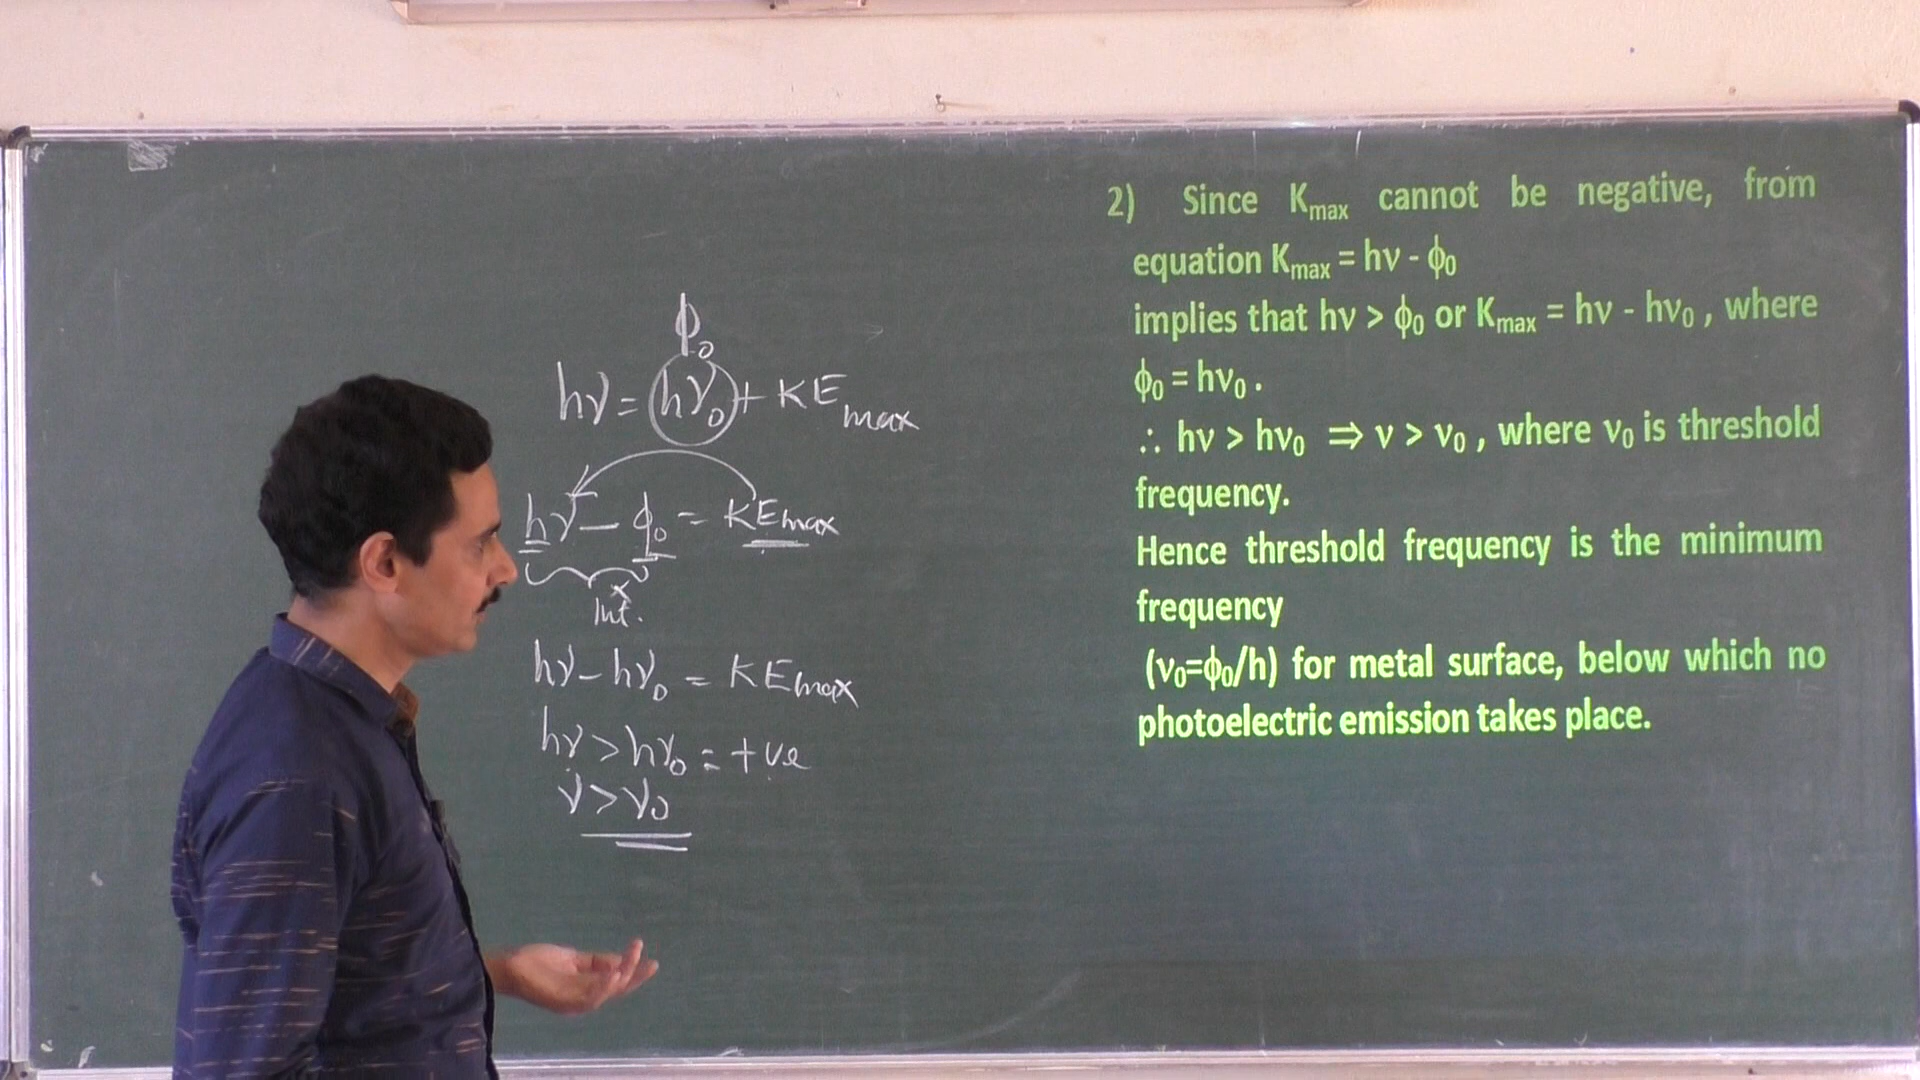 ϕ₀
hν = hν₀ + KEmax
hν − ϕ₀ = KEmax
x
Int.
hν − hν₀ = KEmax
hν > hν₀ = +ve
ν > ν₀
2) Since Kmax cannot be negative, from
equation Kmax = hν - ϕ₀
implies that hν > ϕ₀ or Kmax = hν - hν₀ , where
ϕ₀ = hν₀ .
∴ hν > hν₀ ⇒ ν > ν₀ , where ν₀ is threshold
frequency.
Hence threshold frequency is the minimum
frequency
(ν₀=ϕ₀/h) for metal surface, below which no
photoelectric emission takes place.